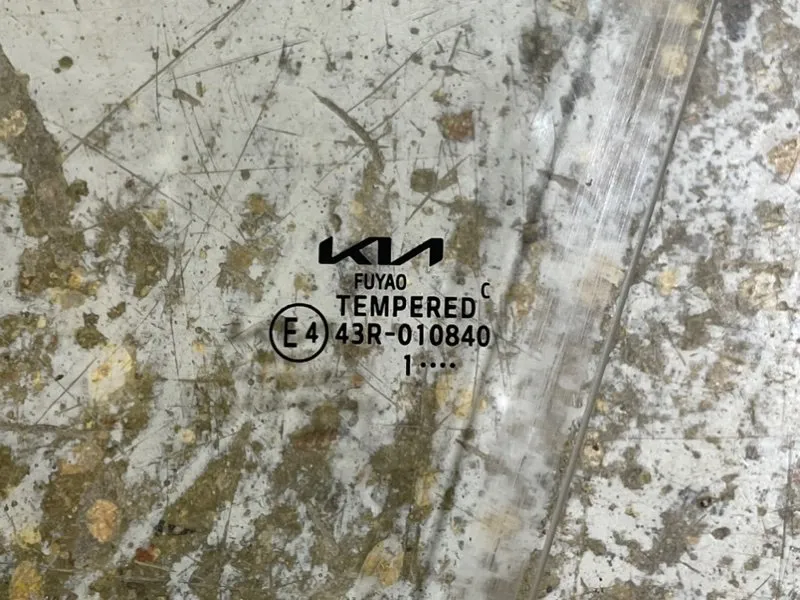 KIA
FUYAO
TEMPERED C
E4 43R-010840
1····